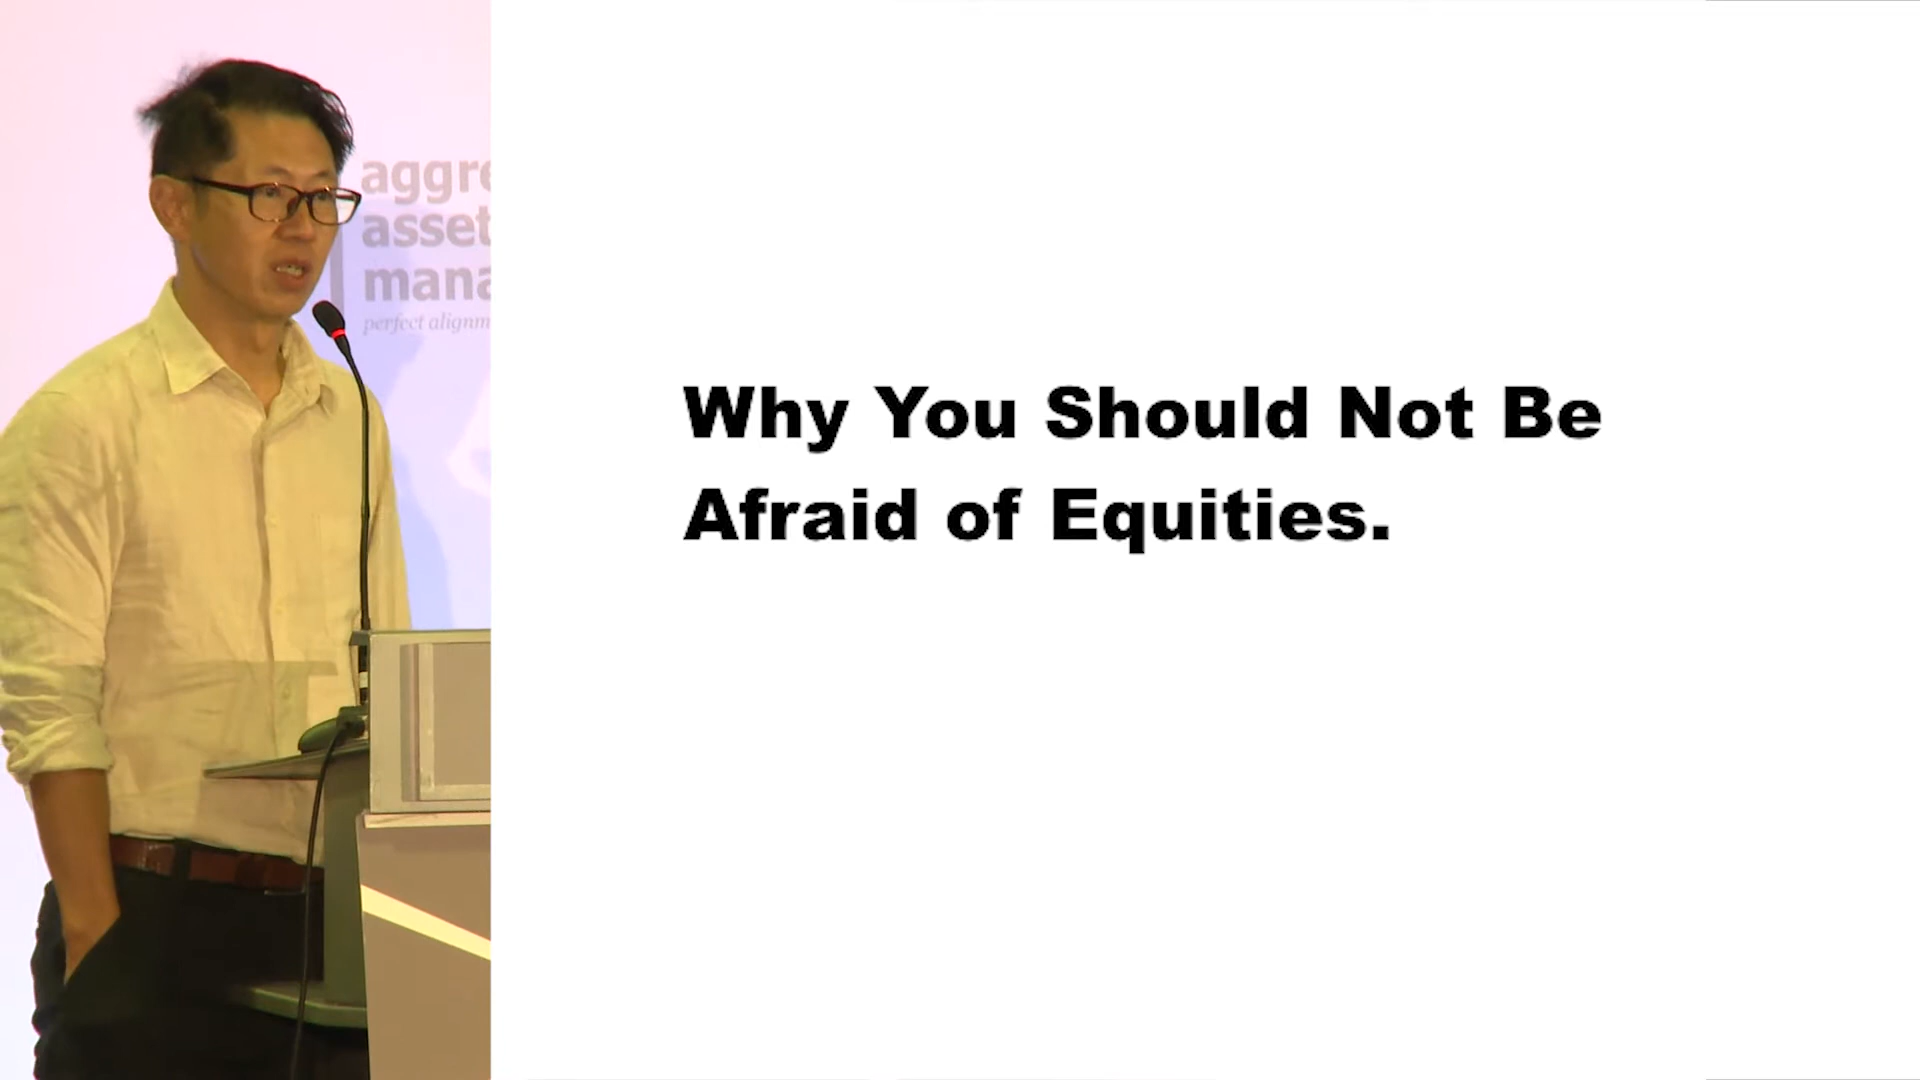 aggre
asset
mana
perfect alignm
Why You Should Not Be
Afraid of Equities.